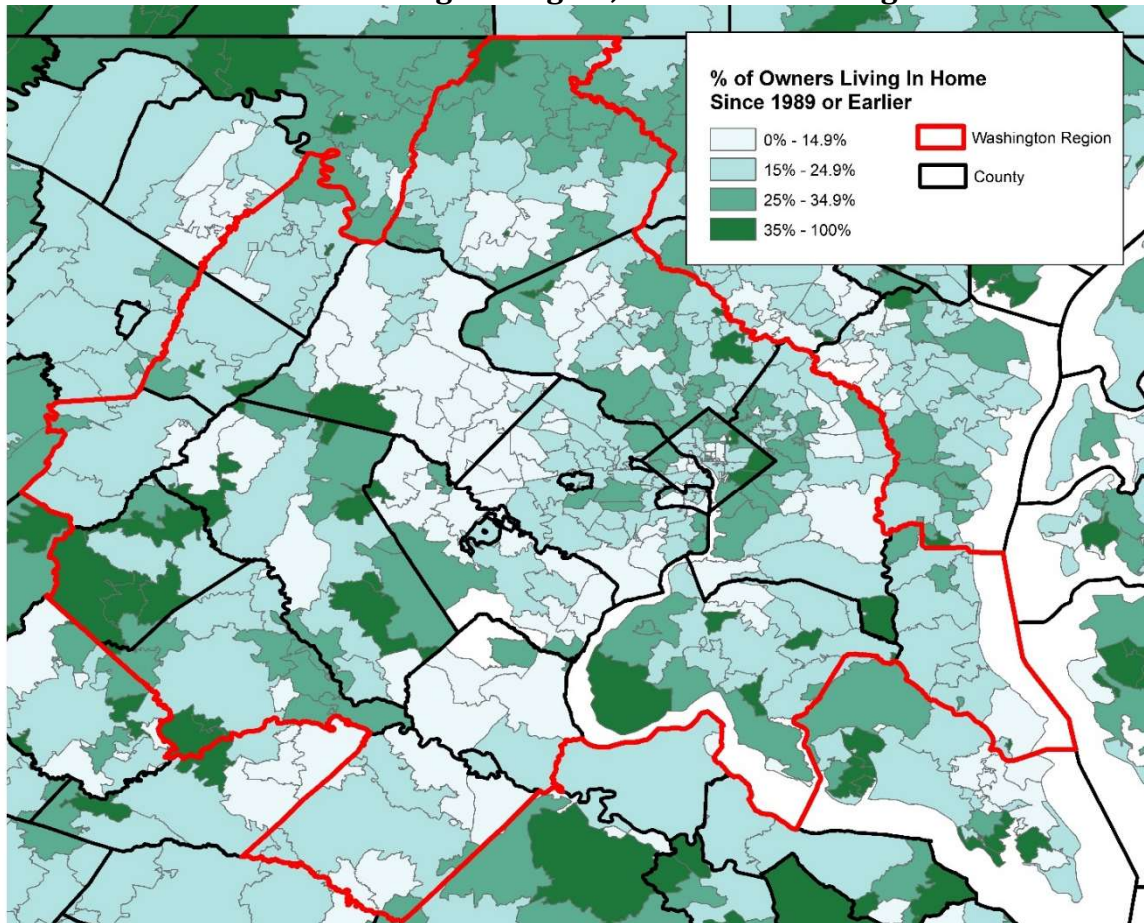 % of Owners Living In Home
Since 1989 or Earlier
0% - 14.9%
15% - 24.9%
25% - 34.9%
35% - 100%
Washington Region
County